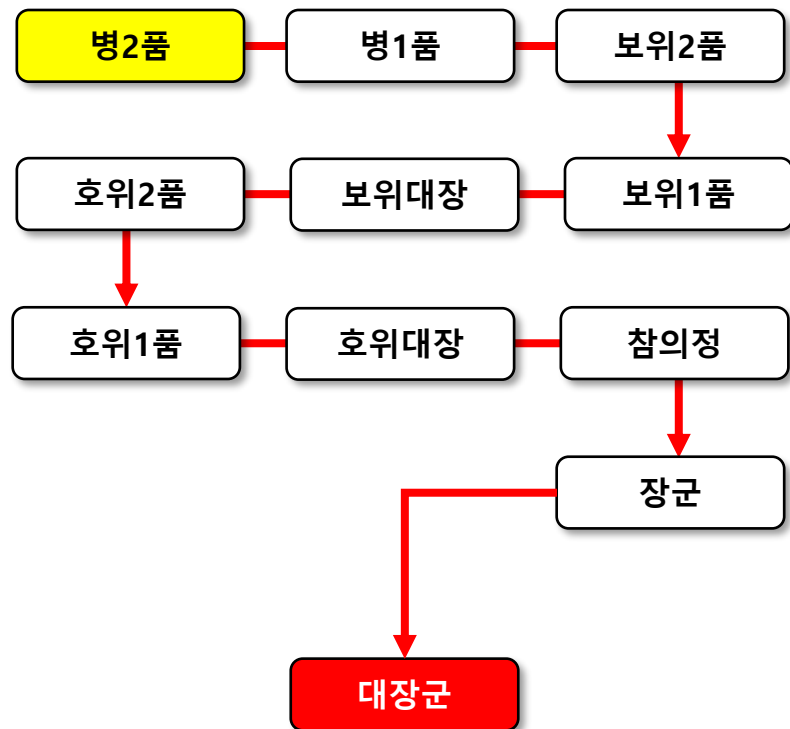 병2품
병1품
보위2품
호위2품
보위대장
보위1품
호위1품
호위대장
참의정
장군
대장군